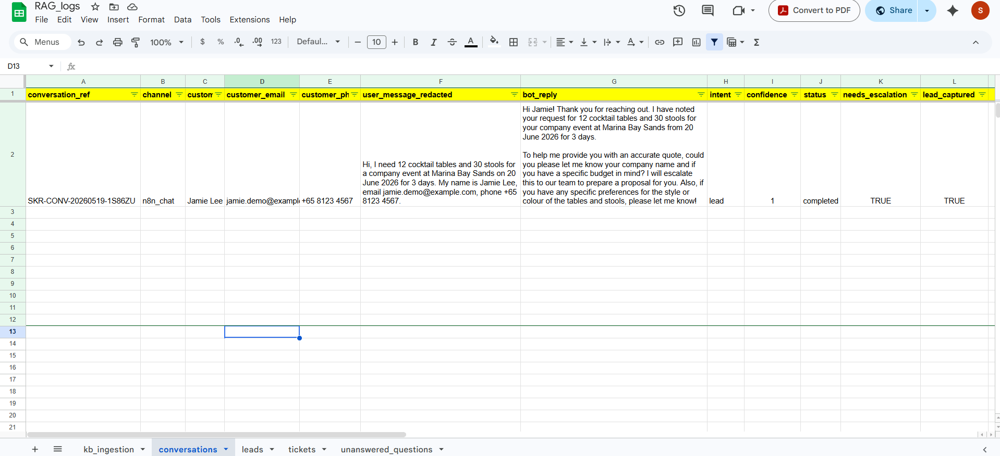 RAG_logs
File Edit View Insert Format Data Tools Extensions Help
Convert to PDF
Share
S
Menus
100%
$ % .0 .00 123
Defaul...
10
B I A
Σ
D13
fx
A B C D E F G H I J K L
1 conversation_ref channel custom customer_email customer_ph user_message_redacted bot_reply intent confidence status needs_escalation lead_captured
Hi Jamie! Thank you for reaching out. I have noted
your request for 12 cocktail tables and 30 stools for
your company event at Marina Bay Sands from 20
June 2026 for 3 days.
To help me provide you with an accurate quote, could
you please let me know your company name and if
you have a specific budget in mind? I will escalate
this to our team to prepare a proposal for you. Also, if
you have any specific preferences for the style or
colour of the tables and stools, please let me know!
Hi, I need 12 cocktail tables and 30 stools for
a company event at Marina Bay Sands on 20
June 2026 for 3 days. My name is Jamie Lee,
email jamie.demo@example.com, phone +65
8123 4567.
2
SKR-CONV-20260519-1S86ZU n8n_chat Jamie Lee jamie.demo@exampl +65 8123 4567 lead 1 completed TRUE TRUE
3
4
5
6
7
8
9
10
11
12
13
14
15
16
17
18
19
20
21
kb_ingestion conversations leads tickets unanswered_questions